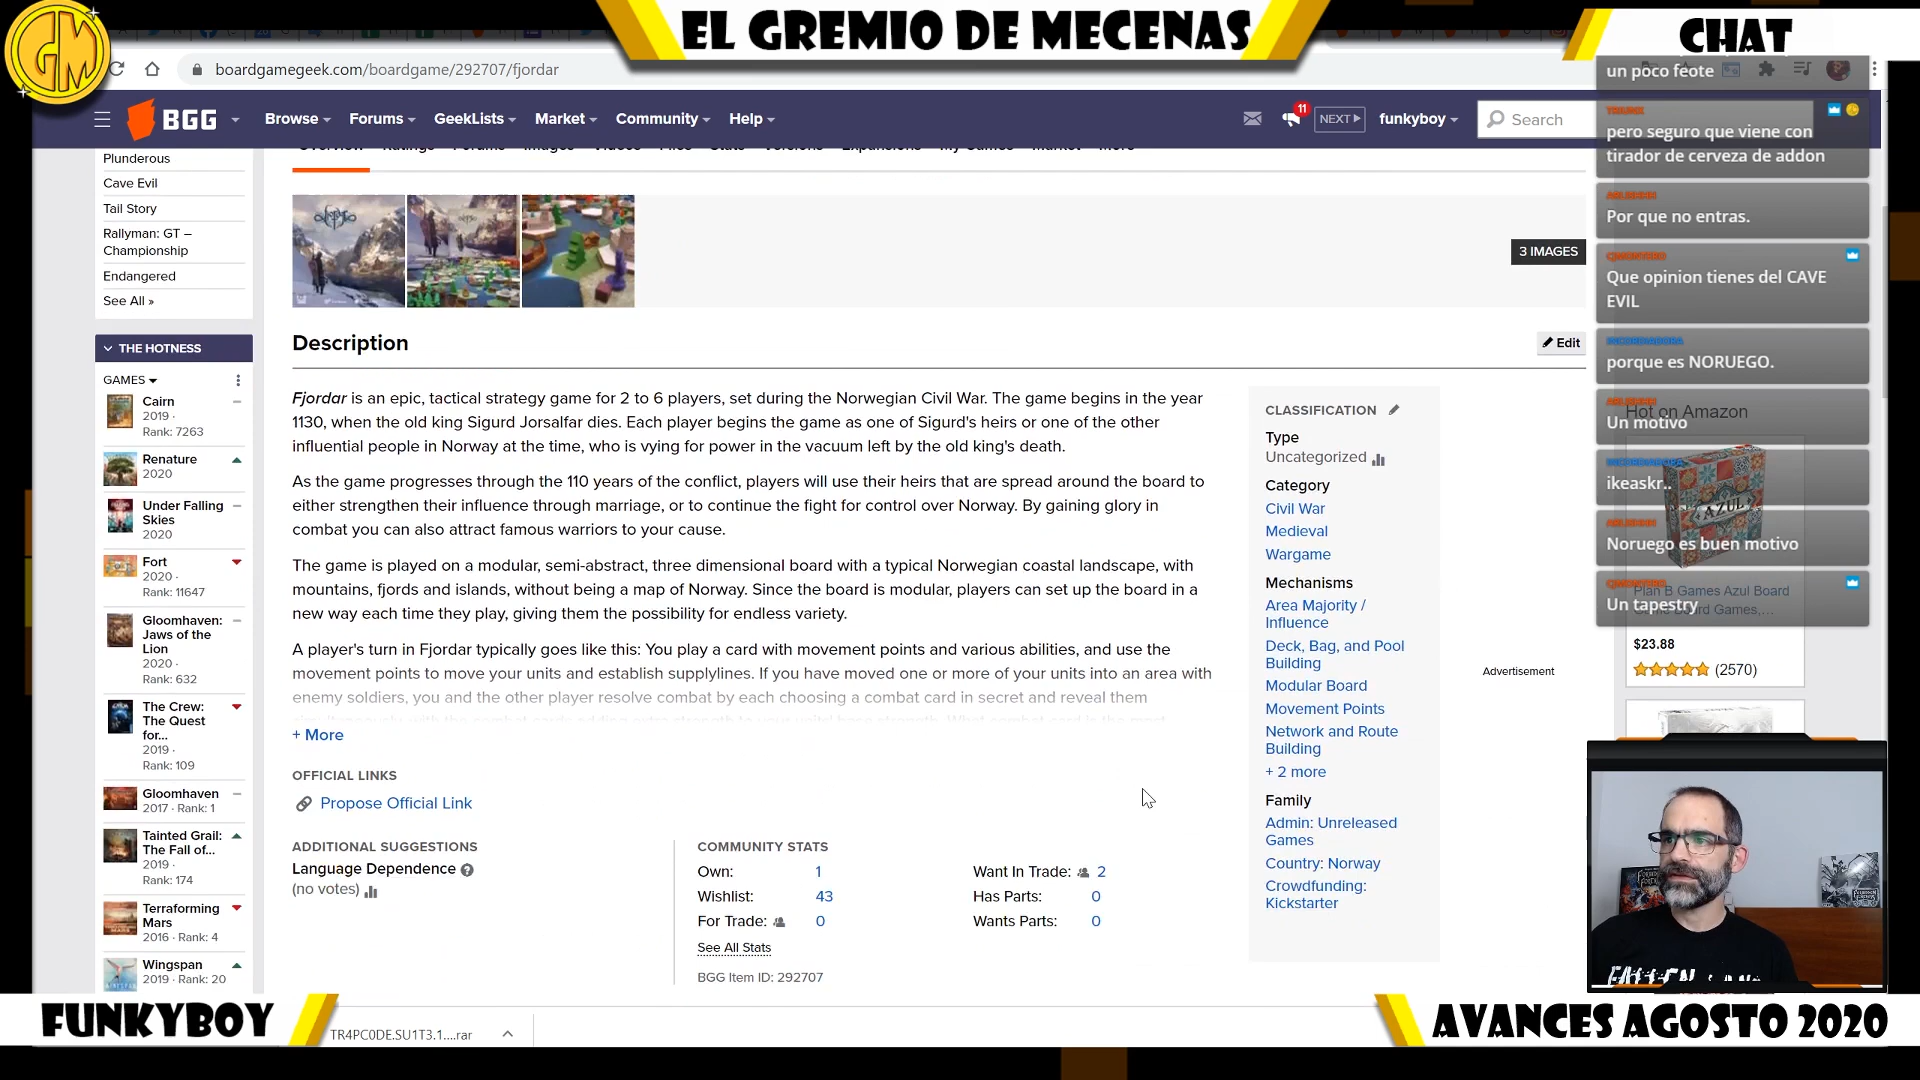 EL GREMIO DE MECENAS
CHAT
GM
boardgamegeek.com/boardgame/292707/fjordar
BGG
Browse
Forums
GeekLists
Market
Community
Help
11
NEXT
funkyboy
Search
Plunderous
Cave Evil
Tail Story
Rallyman: GT –
Championship
Endangered
See All »
THE HOTNESS
GAMES
Cairn
2019 ·
Rank: 7263
Renature
2020
Under Falling
Skies
2020
Fort
2020 ·
Rank: 11647
Gloomhaven:
Jaws of the
Lion
2020 ·
Rank: 632
The Crew:
The Quest
for...
2019 ·
Rank: 109
Gloomhaven
2017 · Rank: 1
Tainted Grail:
The Fall of...
2019 ·
Rank: 174
Terraforming
Mars
2016 · Rank: 4
Wingspan
2019 · Rank: 20
3 IMAGES
Description
Edit
Fjordar is an epic, tactical strategy game for 2 to 6 players, set during the Norwegian Civil War. The game begins in the year
1130, when the old king Sigurd Jorsalfar dies. Each player begins the game as one of Sigurd's heirs or one of the other
influential people in Norway at the time, who is vying for power in the vacuum left by the old king's death.
As the game progresses through the 110 years of the conflict, players will use their heirs that are spread around the board to
either strengthen their influence through marriage, or to continue the fight for control over Norway. By gaining glory in
combat you can also attract famous warriors to your cause.
The game is played on a modular, semi-abstract, three dimensional board with a typical Norwegian coastal landscape, with
mountains, fjords and islands, without being a map of Norway. Since the board is modular, players can set up the board in a
new way each time they play, giving them the possibility for endless variety.
A player's turn in Fjordar typically goes like this: You play a card with movement points and various abilities, and use the
movement points to move your units and establish supplylines. If you have moved one or more of your units into an area with
enemy soldiers, you and the other player resolve combat by each choosing a combat card in secret and reveal them
+ More
OFFICIAL LINKS
Propose Official Link
ADDITIONAL SUGGESTIONS
Language Dependence
(no votes)
COMMUNITY STATS
Own: 1
Wishlist: 43
For Trade: 0
See All Stats
BGG Item ID: 292707
Want In Trade: 2
Has Parts: 0
Wants Parts: 0
CLASSIFICATION
Type
Uncategorized
Category
Civil War
Medieval
Wargame
Mechanisms
Area Majority /
Influence
Deck, Bag, and Pool
Building
Modular Board
Movement Points
Network and Route
Building
+ 2 more
Family
Admin: Unreleased
Games
Country: Norway
Crowdfunding:
Kickstarter
Advertisement
un poco feote
pero seguro que viene con
tirador de cerveza de addon
Por que no entras.
Que opinion tienes del CAVE
EVIL
porque es NORUEGO.
Hot on Amazon
Un motivo
ikeaskr..
AZUL
Noruego es buen motivo
Plan B Games Azul Board
Un tapestry
$23.88
(2570)
FUNKYBOY
TR4PC0DE.SU1T3.1....rar
AVANCES AGOSTO 2020